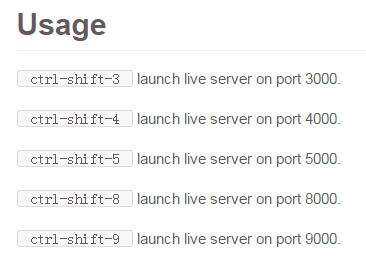 Usage
ctrl-shift-3 launch live server on port 3000.
ctrl-shift-4 launch live server on port 4000.
ctrl-shift-5 launch live server on port 5000.
ctrl-shift-8 launch live server on port 8000.
ctrl-shift-9 launch live server on port 9000.